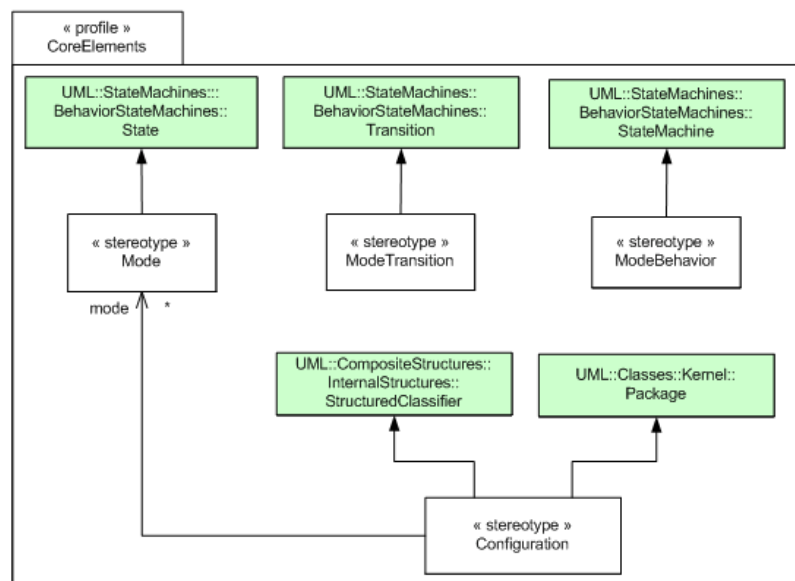 « profile »
CoreElements
UML::StateMachines:::
BehaviorStateMachines::
State
UML::StateMachines::
BehaviorStateMachines::
Transition
UML::StateMachines::
BehaviorStateMachines::
StateMachine
« stereotype »
Mode
« stereotype »
ModeTransition
« stereotype »
ModeBehavior
mode *
UML::CompositeStructures::
InternalStructures::
StructuredClassifier
UML::Classes::Kernel::
Package
« stereotype »
Configuration